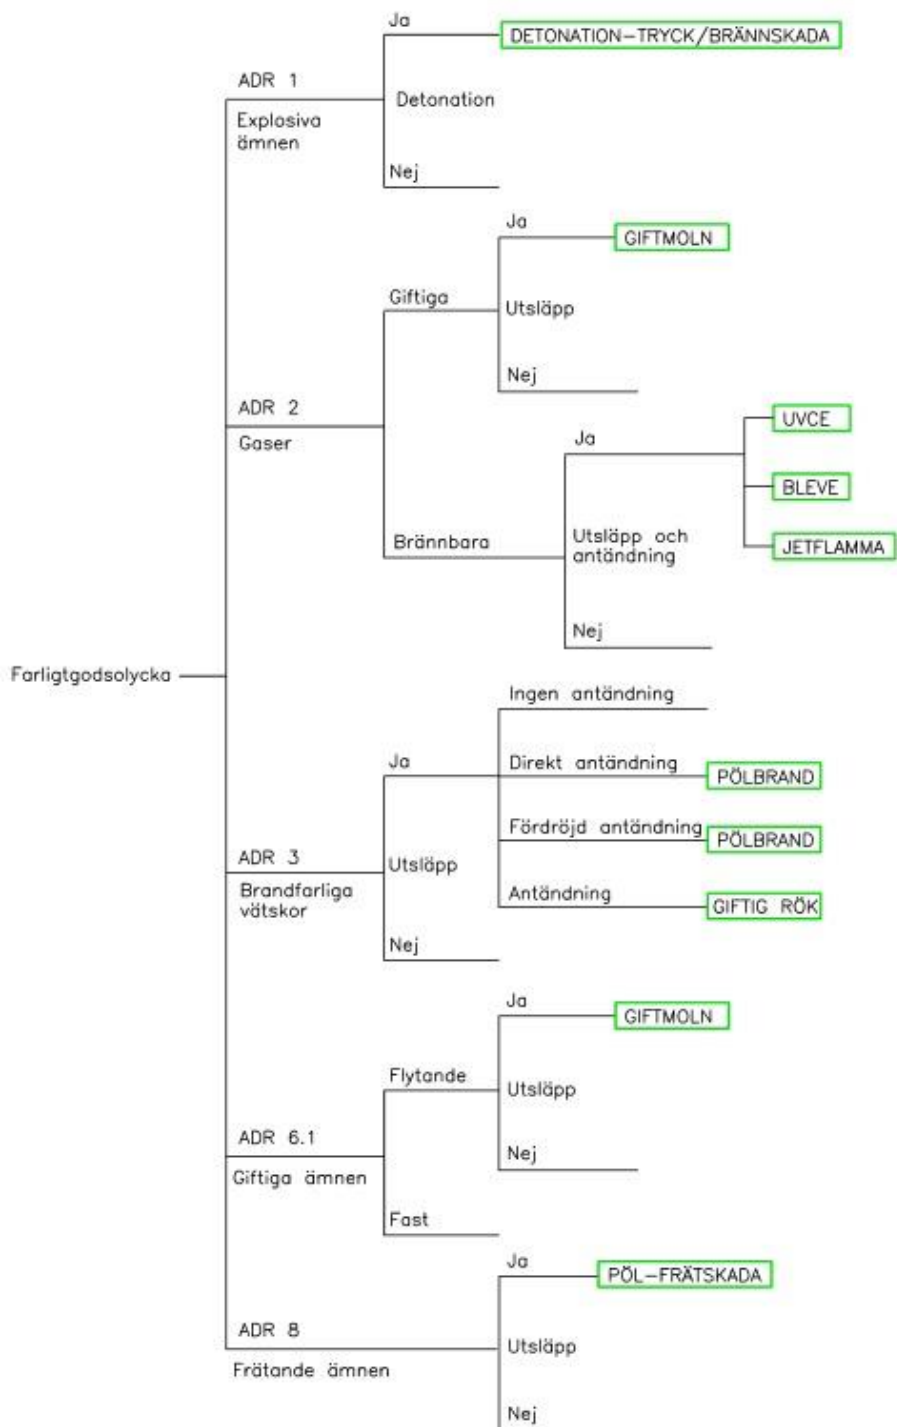 Ja
DETONATION-TRYCK/BRÄNNSKADA
ADR 1
Explosiva
ämnen
Detonation
Nej
Ja
GIFTMOLN
Giftiga
Utsläpp
Nej
ADR 2
Gaser
Ja
UVCE
BLEVE
JETFLAMMA
Brännbara
Utsläpp och
antändning
Nej
Farligtgodsolycka
Ingen antändning
Ja
Direkt antändning
PÖLBRAND
Fördröjd antändning
PÖLBRAND
ADR 3
Brandfarliga
vätskor
Utsläpp
Antändning
GIFTIG RÖK
Nej
Ja
GIFTMOLN
Flytande
Utsläpp
ADR 6.1
Giftiga ämnen
Nej
Fast
Ja
PÖL-FRÄTSKADA
ADR 8
Frätande ämnen
Utsläpp
Nej